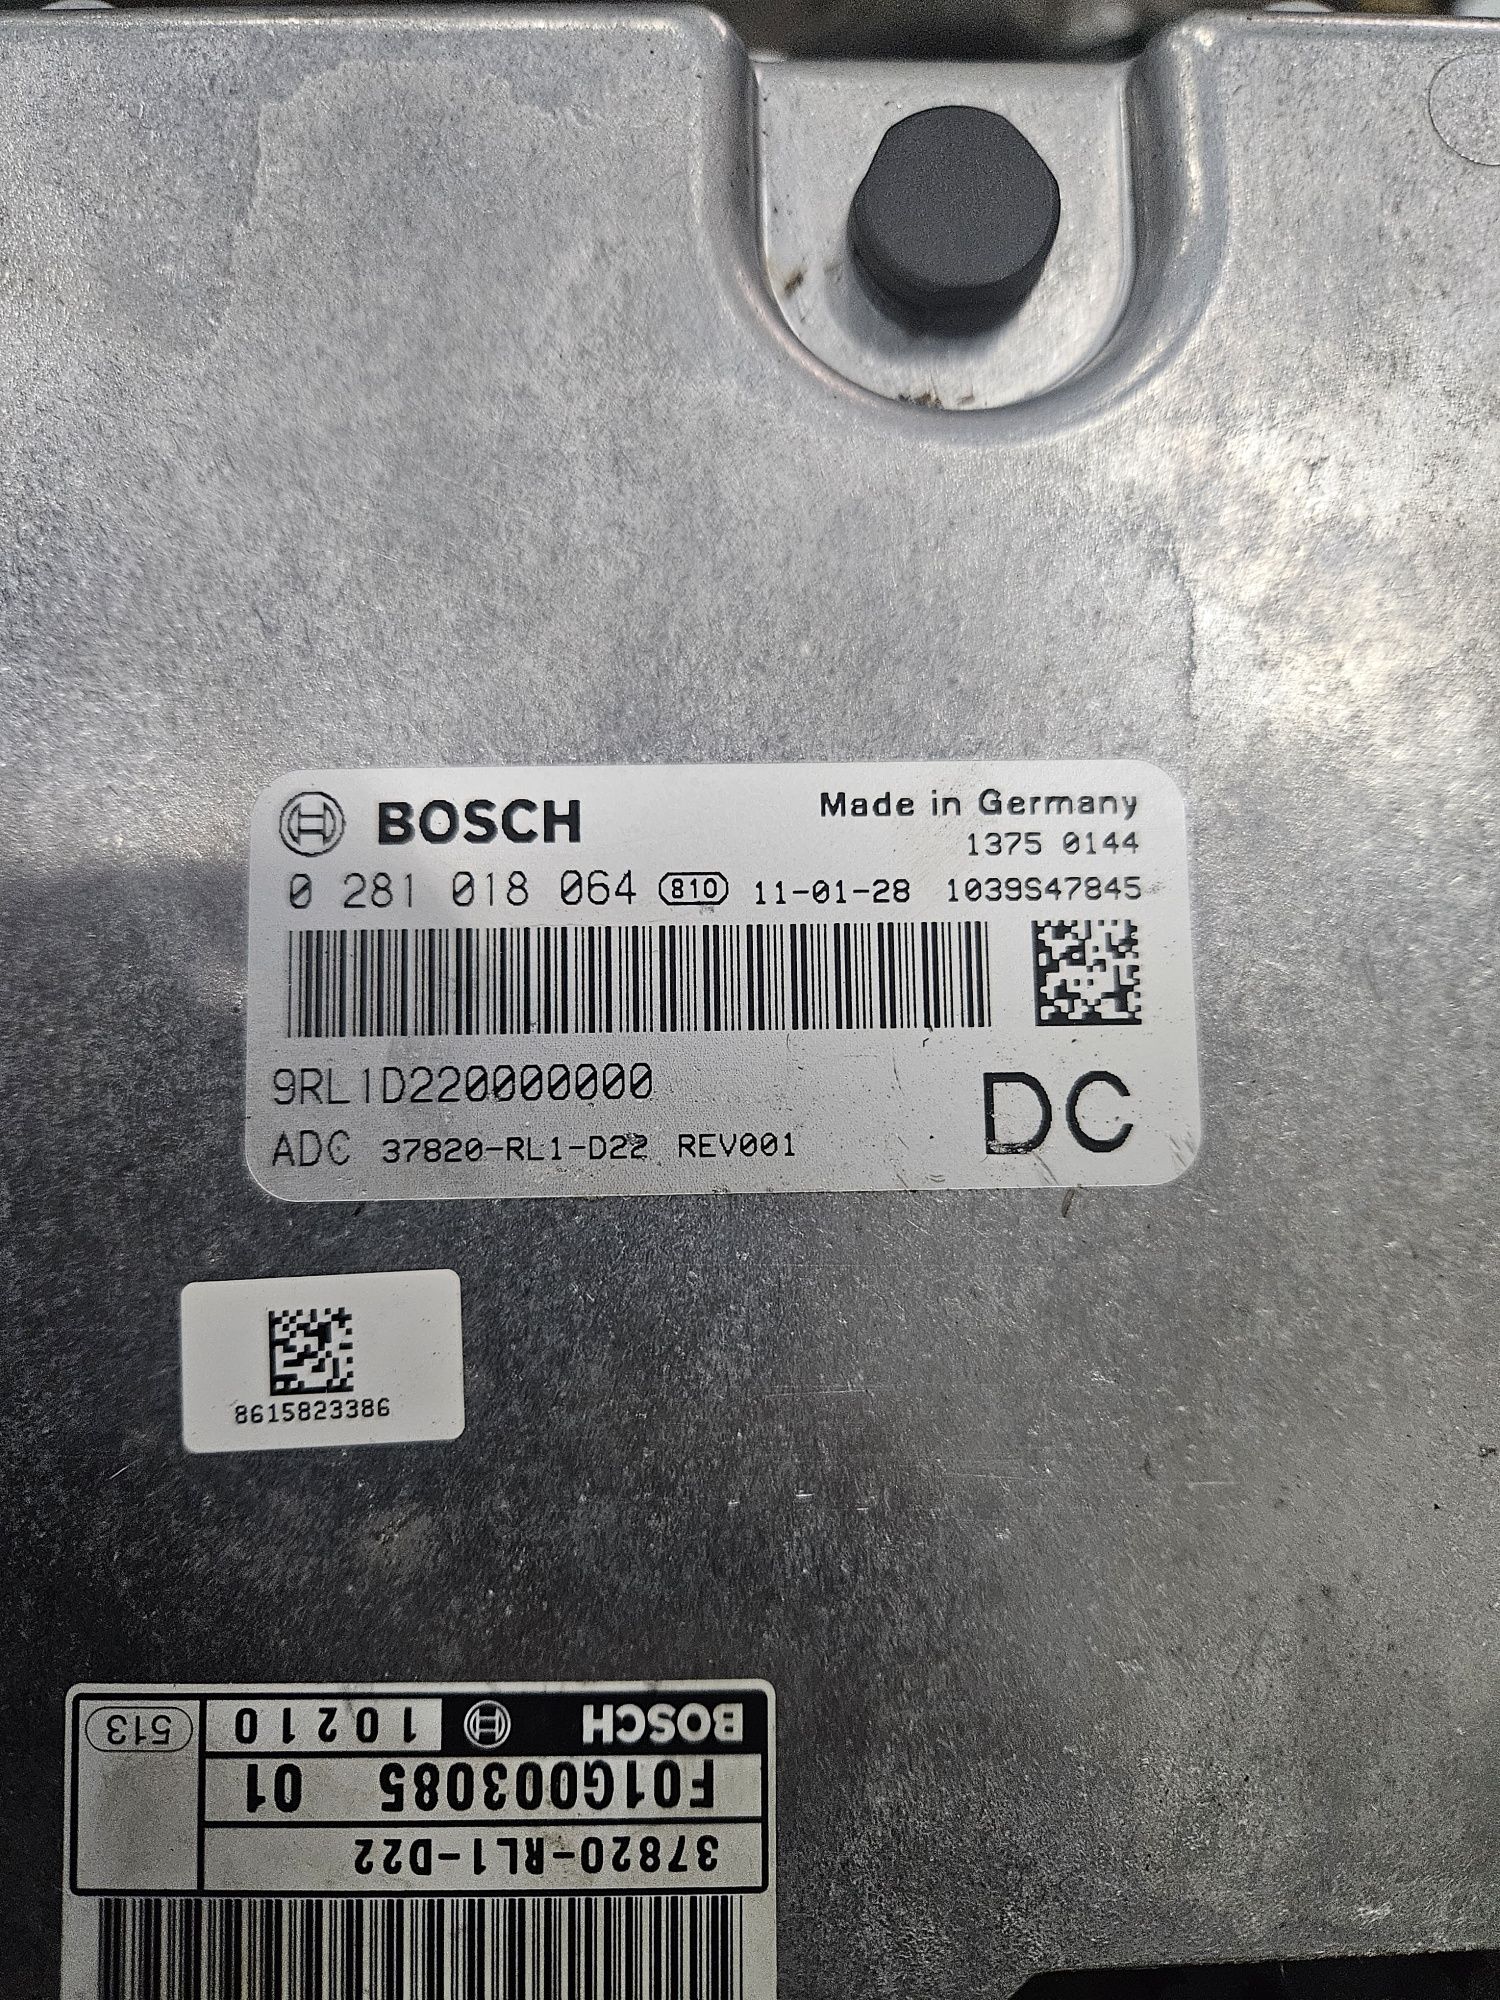 BOSCH
Made in Germany
1375 0144
0 281 018 064 810 11-01-28 1039S47845
9RL1D220000000
DC
ADC 37820-RL1-D22 REV001
8615823386
BOSCH 10210 513
F01G003085 01
37820-RL1-D22